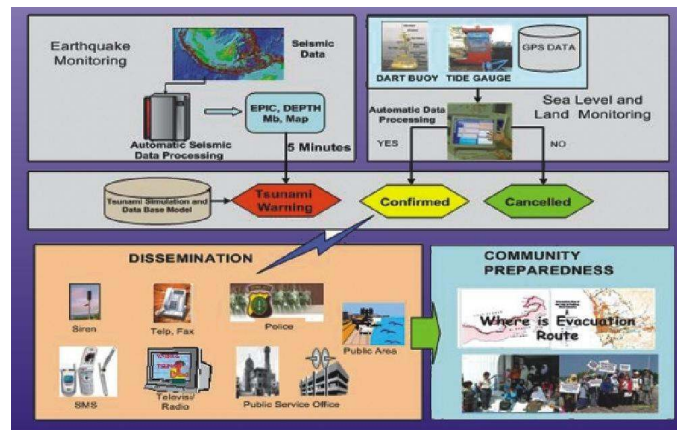 Earthquake
Monitoring
Seismic
Data
EPIC, DEPTH
Mb, Map
Automatic Seismic
Data Processing
5 Minutes
DART BUOY
TIDE GAUGE
GPS DATA
Automatic Data
Processing
Sea Level and
Land Monitoring
YES
NO
Tsunami Simulation and
Data Base Model
Tsunami
Warning
Confirmed
Cancelled
DISSEMINATION
Siren
Telp, Fax
Police
Public Area
SMS
Televisi/
Radio
Public Service Office
COMMUNITY
PREPAREDNESS
Where is Evacuation
Route